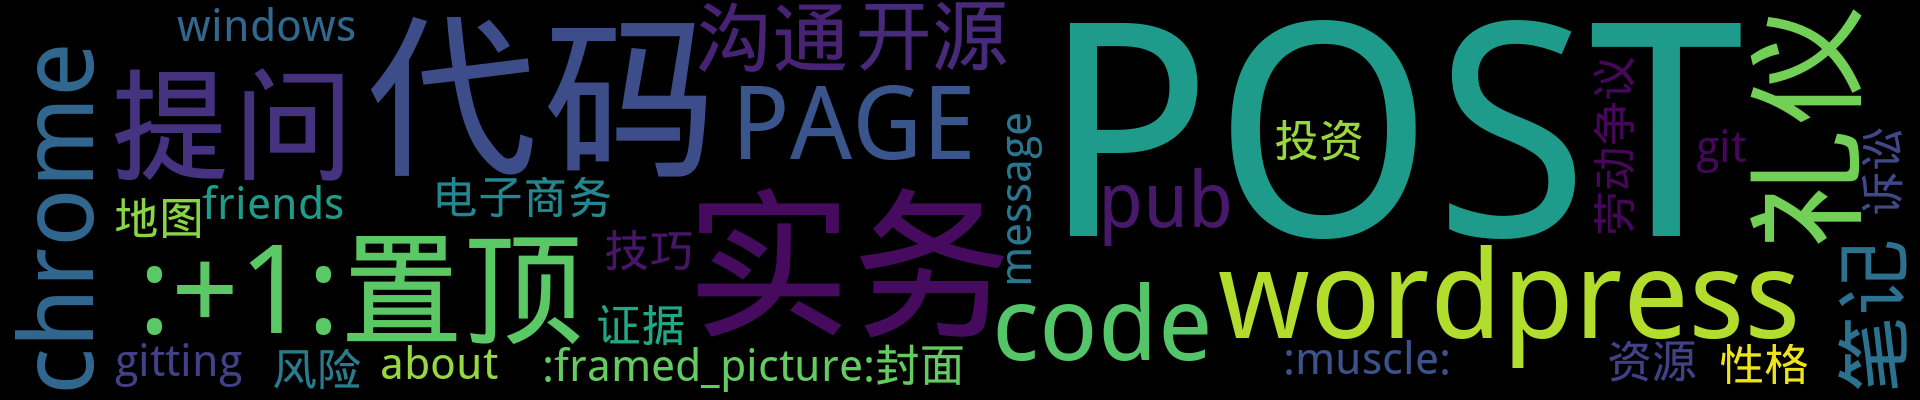 windows
chrome
提问
代码
沟通
开源
PAGE
POST
投资
劳动争议
git
礼仪
诉讼
message
pub
地图
friends
电子商务
技巧
实务
:+1:置顶
证据
code
wordpress
笔记
gitting
风险
about
:framed_picture:封面
:muscle:
资源
性格